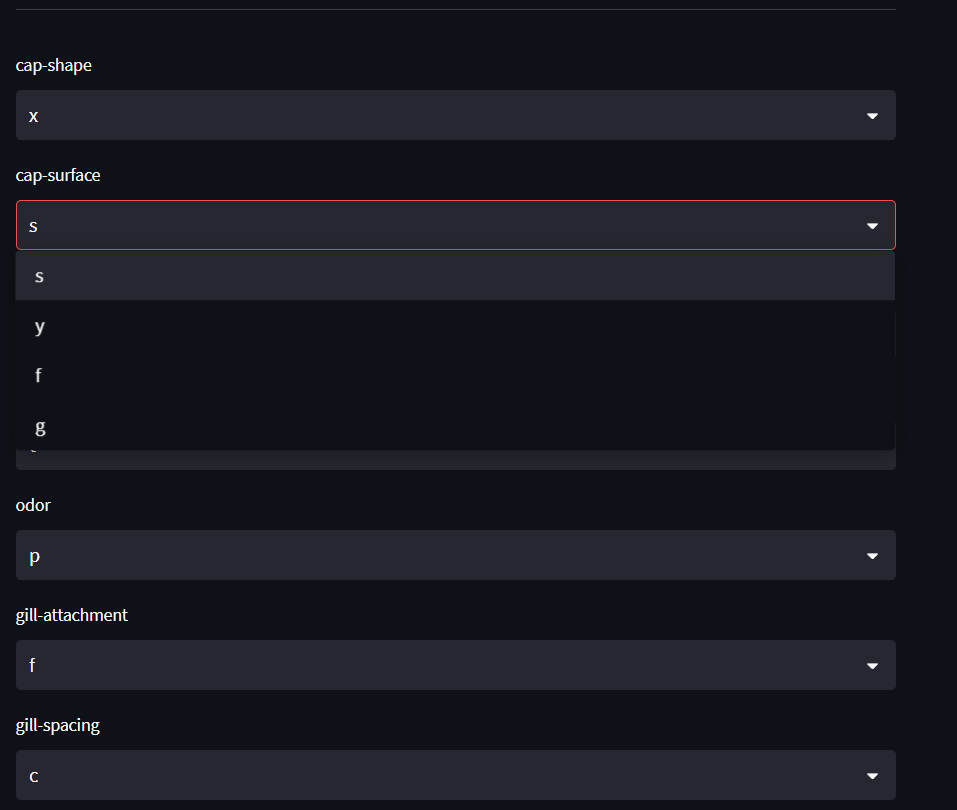 cap-shape
x
cap-surface
s
s
y
f
g
odor
p
gill-attachment
f
gill-spacing
c